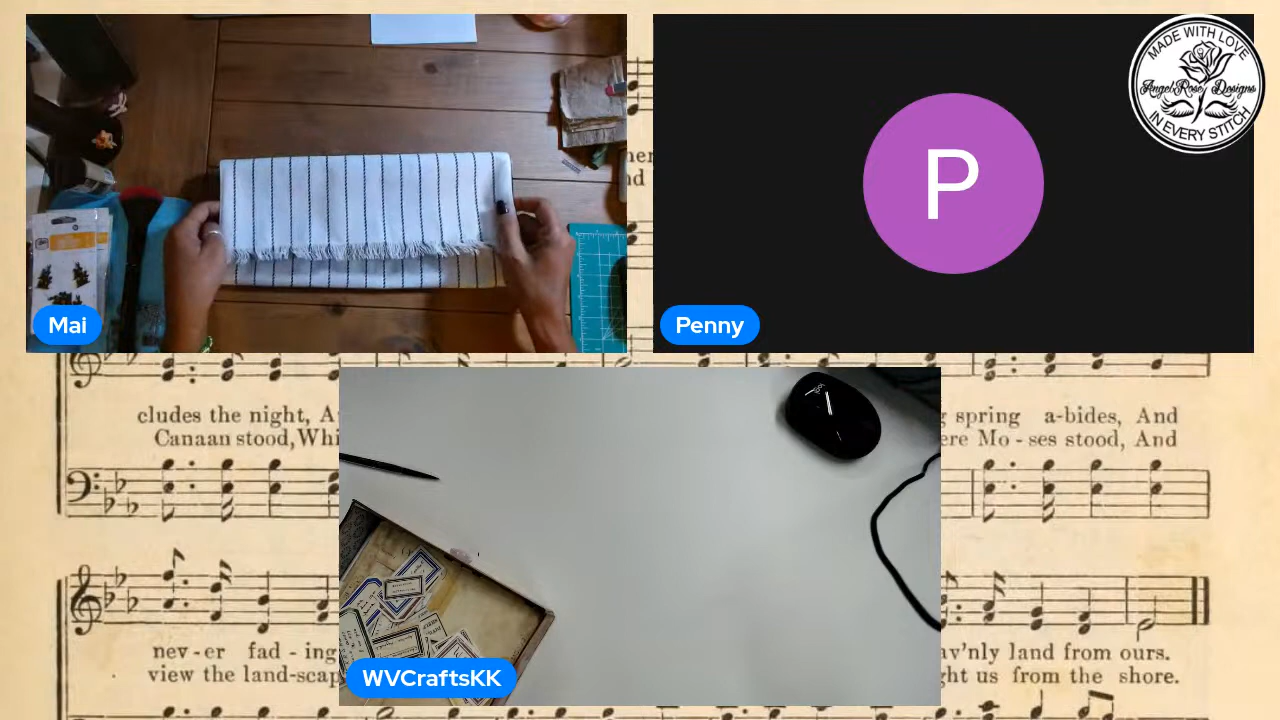 MADE WITH LOVE
AngelRose Designs
IN EVERY STITCH
P
Mai
Penny
cludes the night, A
g spring a-bides, And
Canaan stood, Whi
ere Mo - ses stood, And
nev - er fad - ing
av'nly land from ours.
view the land-scap
ght us from the shore.
WVCraftsKK